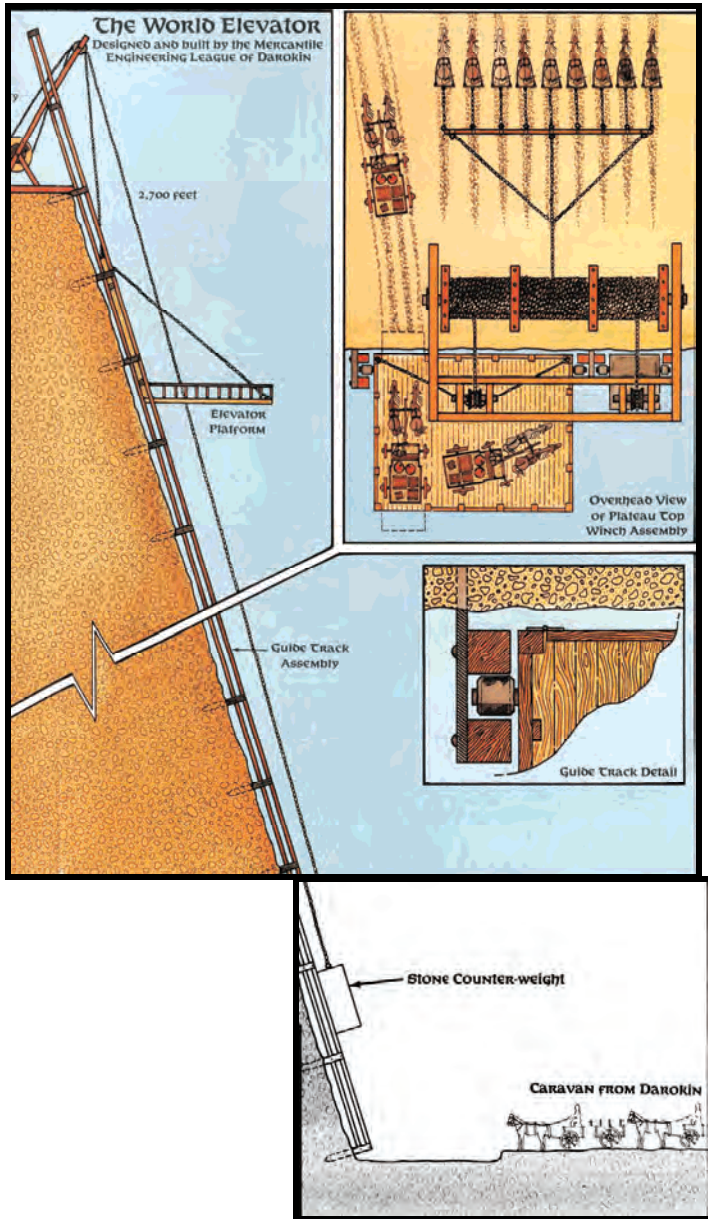 The World Elevator
Designed and built by the Mercantile
Engineering League of Darokin
2,700 feet
Elevator
Platform
Overhead View
of Plateau Top
Winch Assembly
Guide Track
Assembly
Guide Track Detail
Stone Counter-weight
Caravan from Darokin